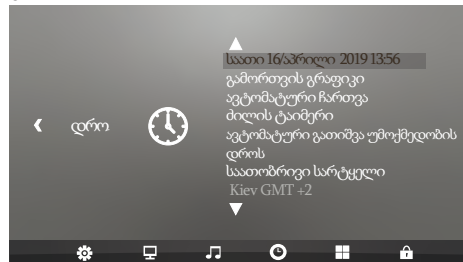 დრო
საათი 16/აპრილი 2019 13:56
გამორთვის გრაფიკი
ავტომატური ჩართვა
ძილის ტაიმერი
ავტომატური გათიშვა უმოქმედობის
დროს
საათობრივი სარტყელი
Kiev GMT +2